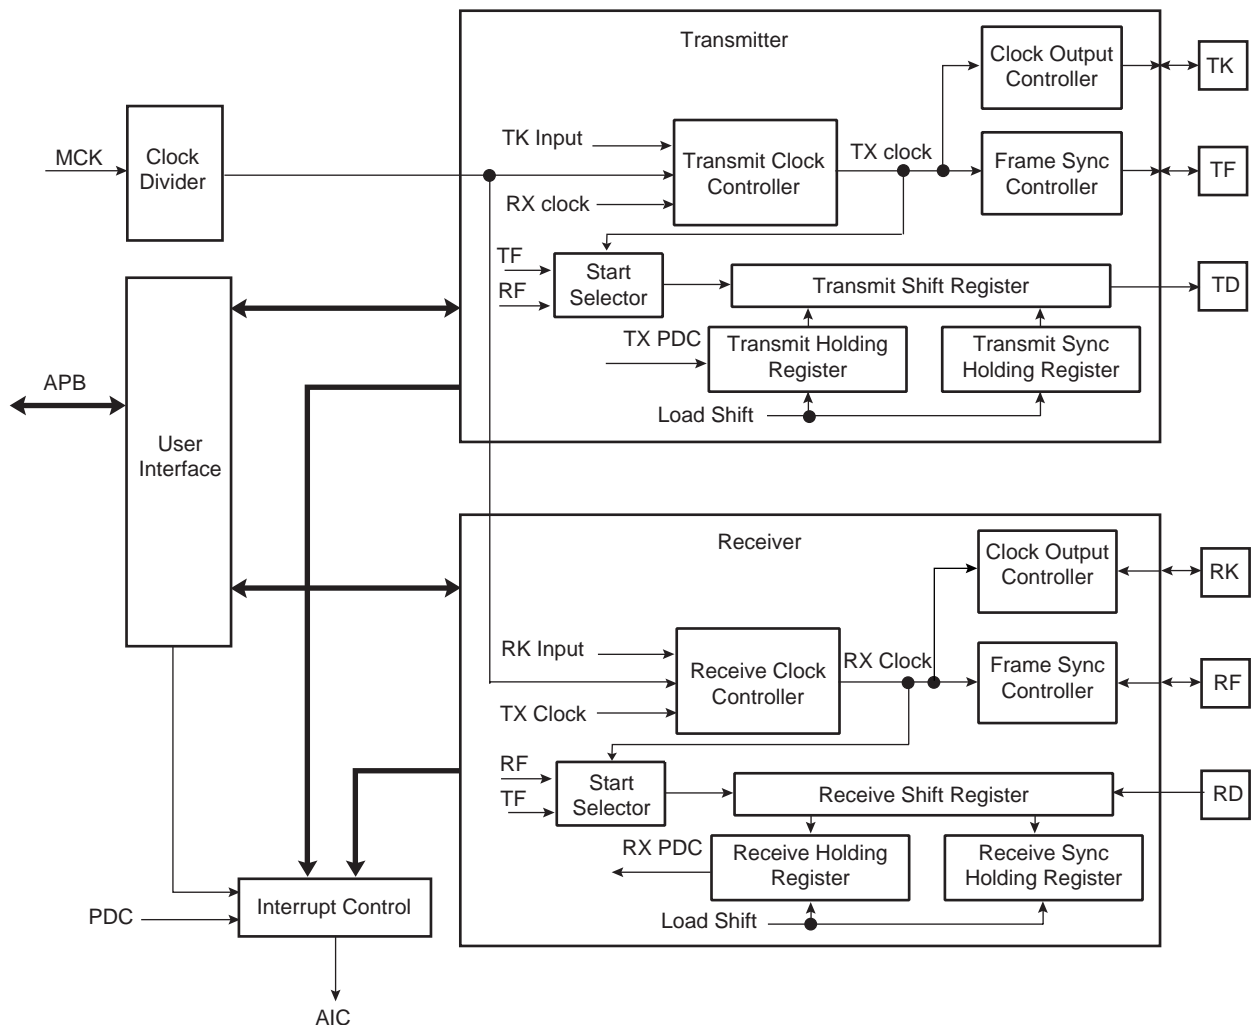 Transmitter
Clock Output
Controller
TK
MCK
Clock
Divider
TK Input
Transmit Clock
Controller
TX clock
Frame Sync
Controller
TF
RX clock
TF
RF
Start
Selector
Transmit Shift Register
TD
TX PDC
Transmit Holding
Register
Transmit Sync
Holding Register
Load Shift
APB
User
Interface
Receiver
Clock Output
Controller
RK
RK Input
Receive Clock
Controller
RX Clock
Frame Sync
Controller
RF
TX Clock
RF
TF
Start
Selector
Receive Shift Register
RD
RX PDC
Receive Holding
Register
Receive Sync
Holding Register
Load Shift
Interrupt Control
PDC
AIC